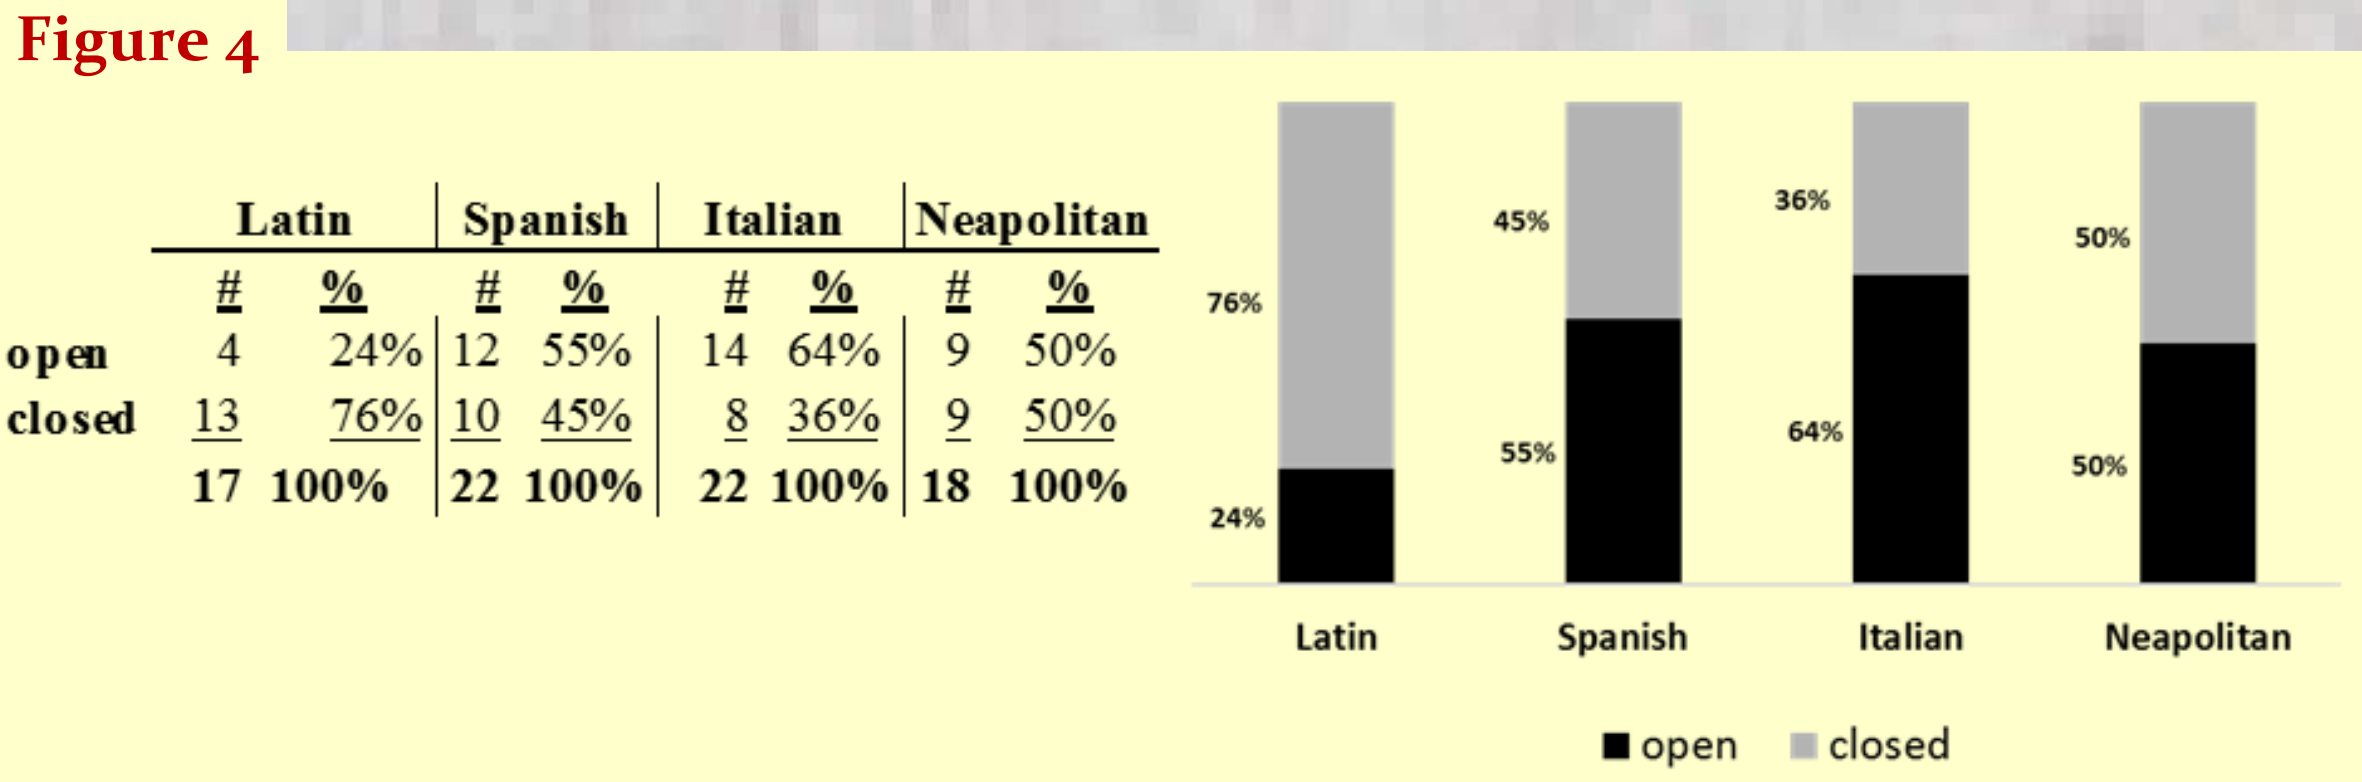 Figure 4
Latin Spanish Italian Neapolitan
# % # % # % # %
open 4 24% 12 55% 14 64% 9 50%
closed 13 76% 10 45% 8 36% 9 50%
17 100% 22 100% 22 100% 18 100%
36%
45%
50%
76%
64%
55%
50%
24%
Latin Spanish Italian Neapolitan
open closed